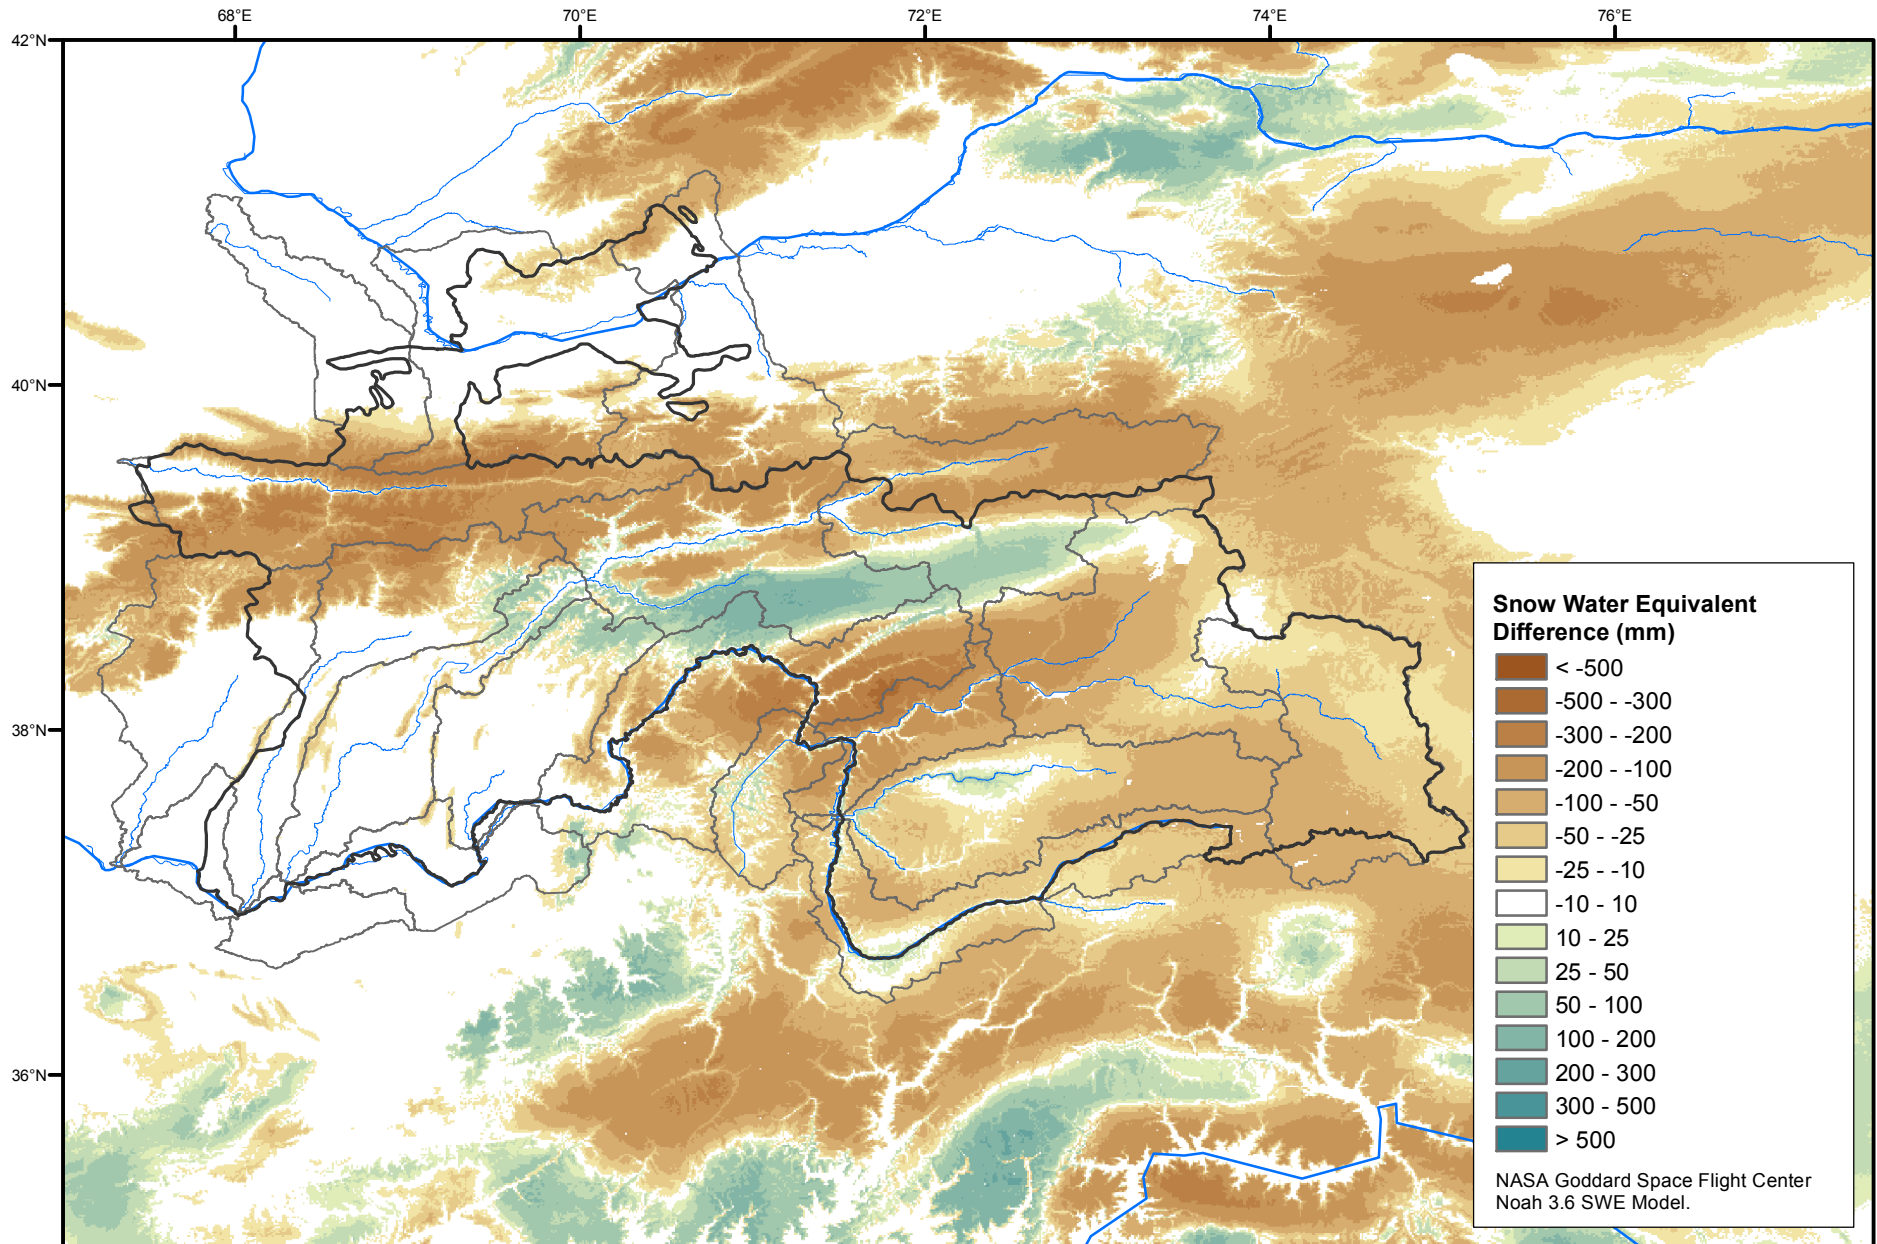 68°E
70°E
72°E
74°E
76°E
42°N
40°N
38°N
36°N
Snow Water Equivalent
Difference (mm)
< -500
-500 - -300
-300 - -200
-200 - -100
-100 - -50
-50 - -25
-25 - -10
-10 - 10
10 - 25
25 - 50
50 - 100
100 - 200
200 - 300
300 - 500
> 500
NASA Goddard Space Flight Center
Noah 3.6 SWE Model.